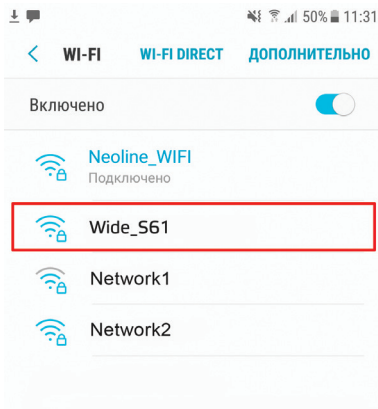 50% 11:31
WI-FI WI-FI DIRECT ДОПОЛНИТЕЛЬНО
Включено
Neoline_WIFI
Подключено
Wide_S61
Network1
Network2